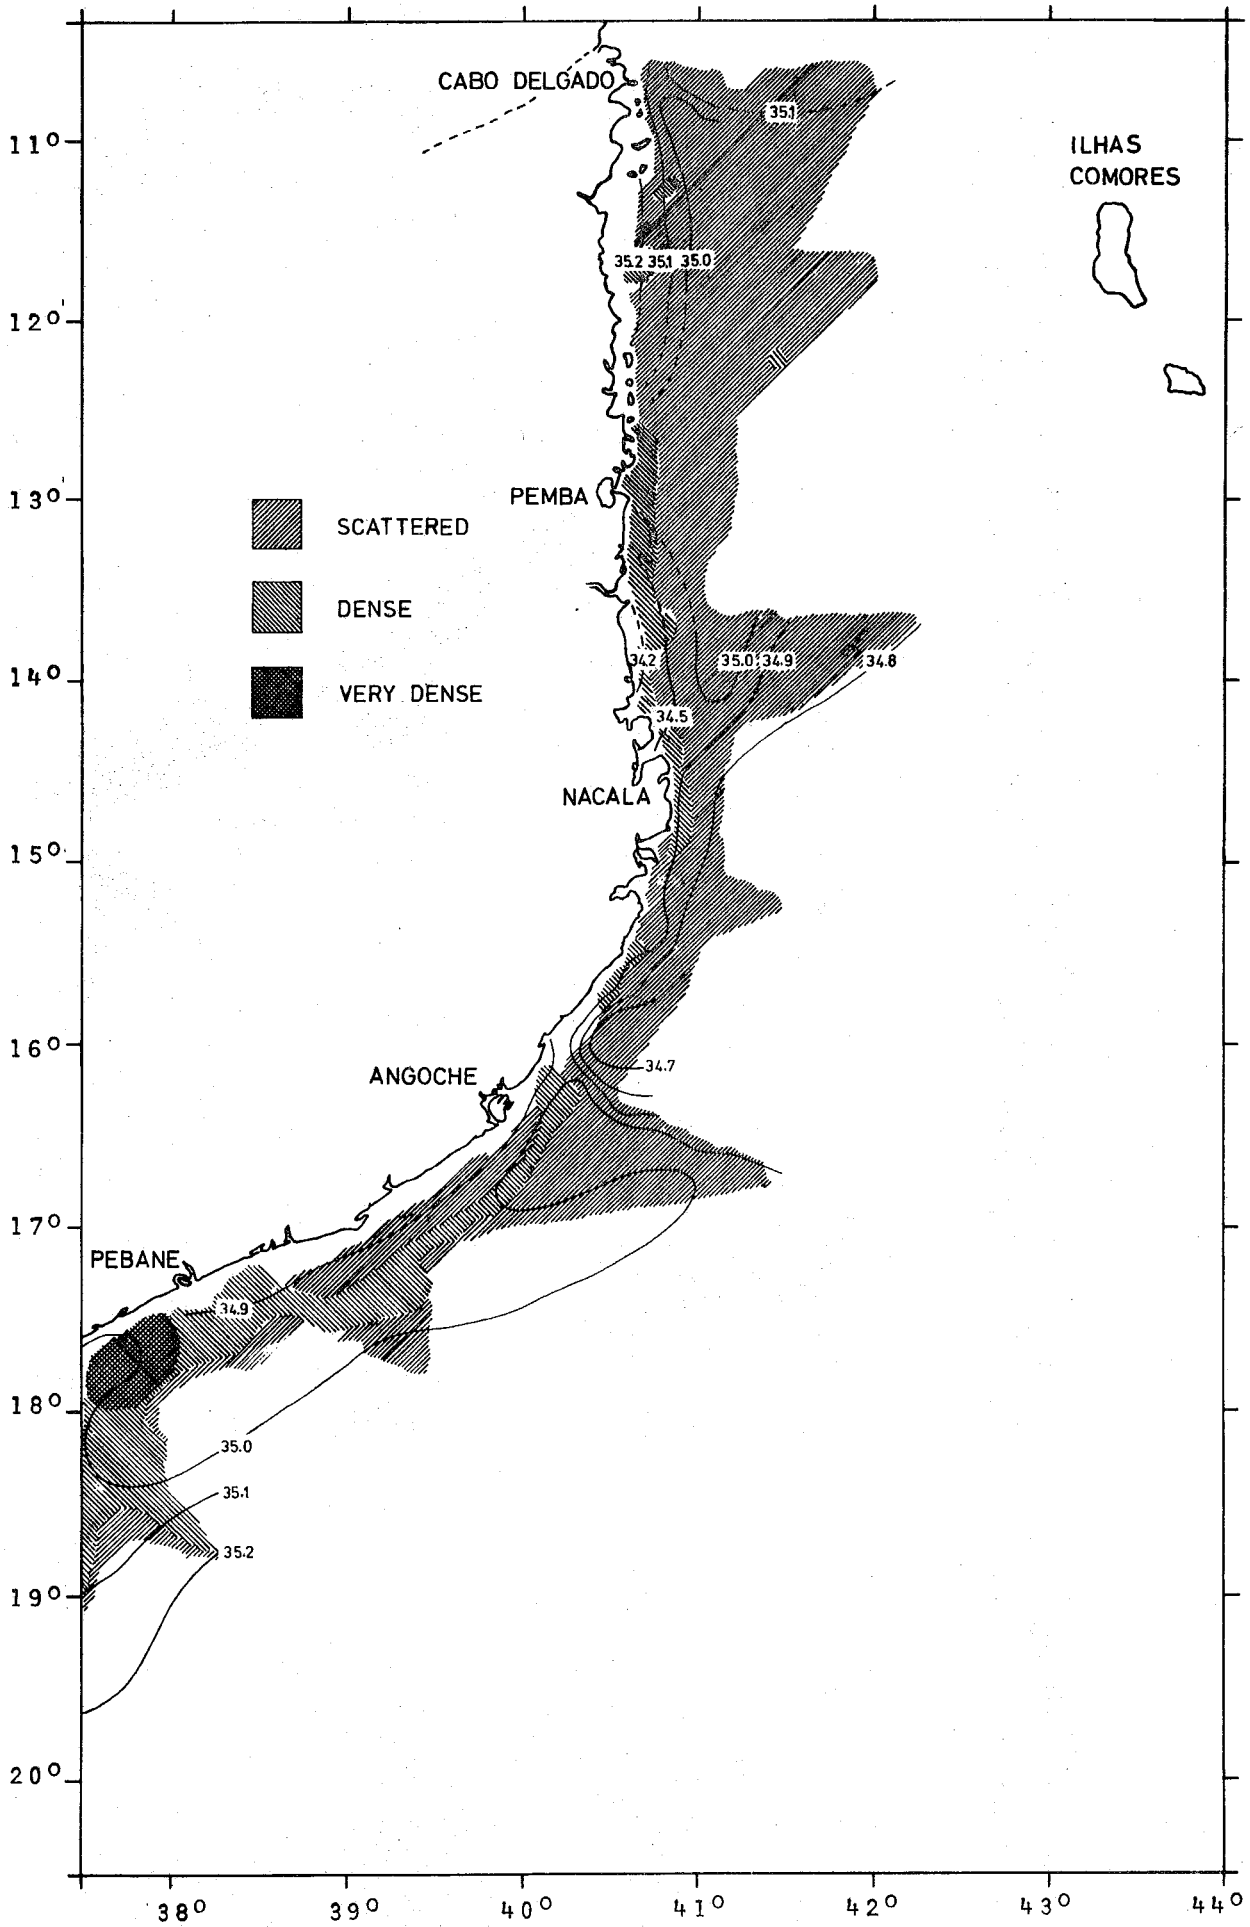 CABO DELGADO
35.1
11°
ILHAS
COMORES
35.2 35.1 35.0
12°
13°
PEMBA
SCATTERED
DENSE
34.2
35.0 34.9
34.8
14°
VERY DENSE
34.5
NACALA
15°
16°
34.7
ANGOCHE
17°
PEBANE
34.9
18°
35.0
35.1
35.2
19°
20°
38° 39° 40° 41° 42° 43° 44°